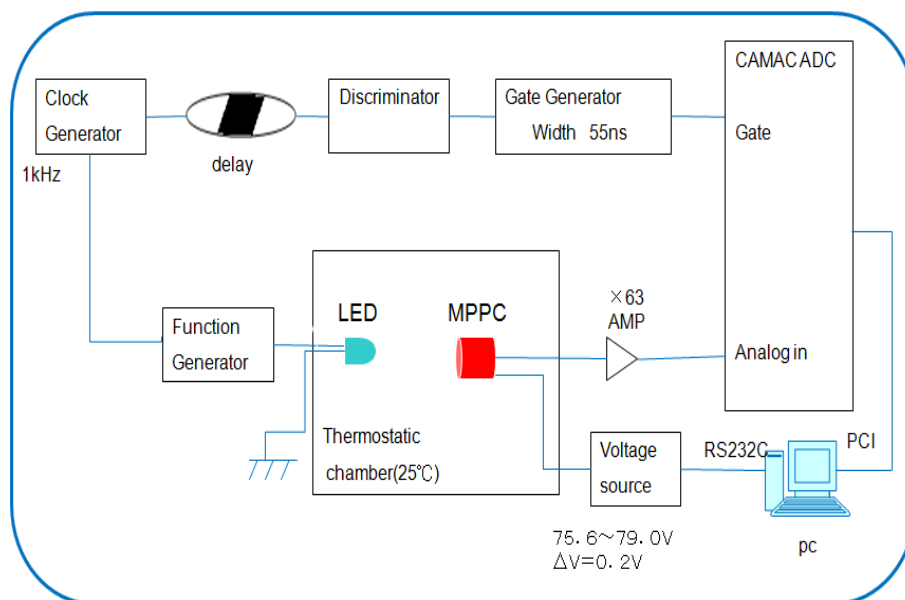 CAMAC ADC
Clock
Generator
Discriminator
Gate Generator
Width 55ns
Gate
delay
1kHz
LED
MPPC
×63
AMP
Function
Generator
Analog in
Thermostatic
chamber(25℃)
Voltage
source
RS232C
PCI
75.6~79.0V
ΔV=0.2V
pc